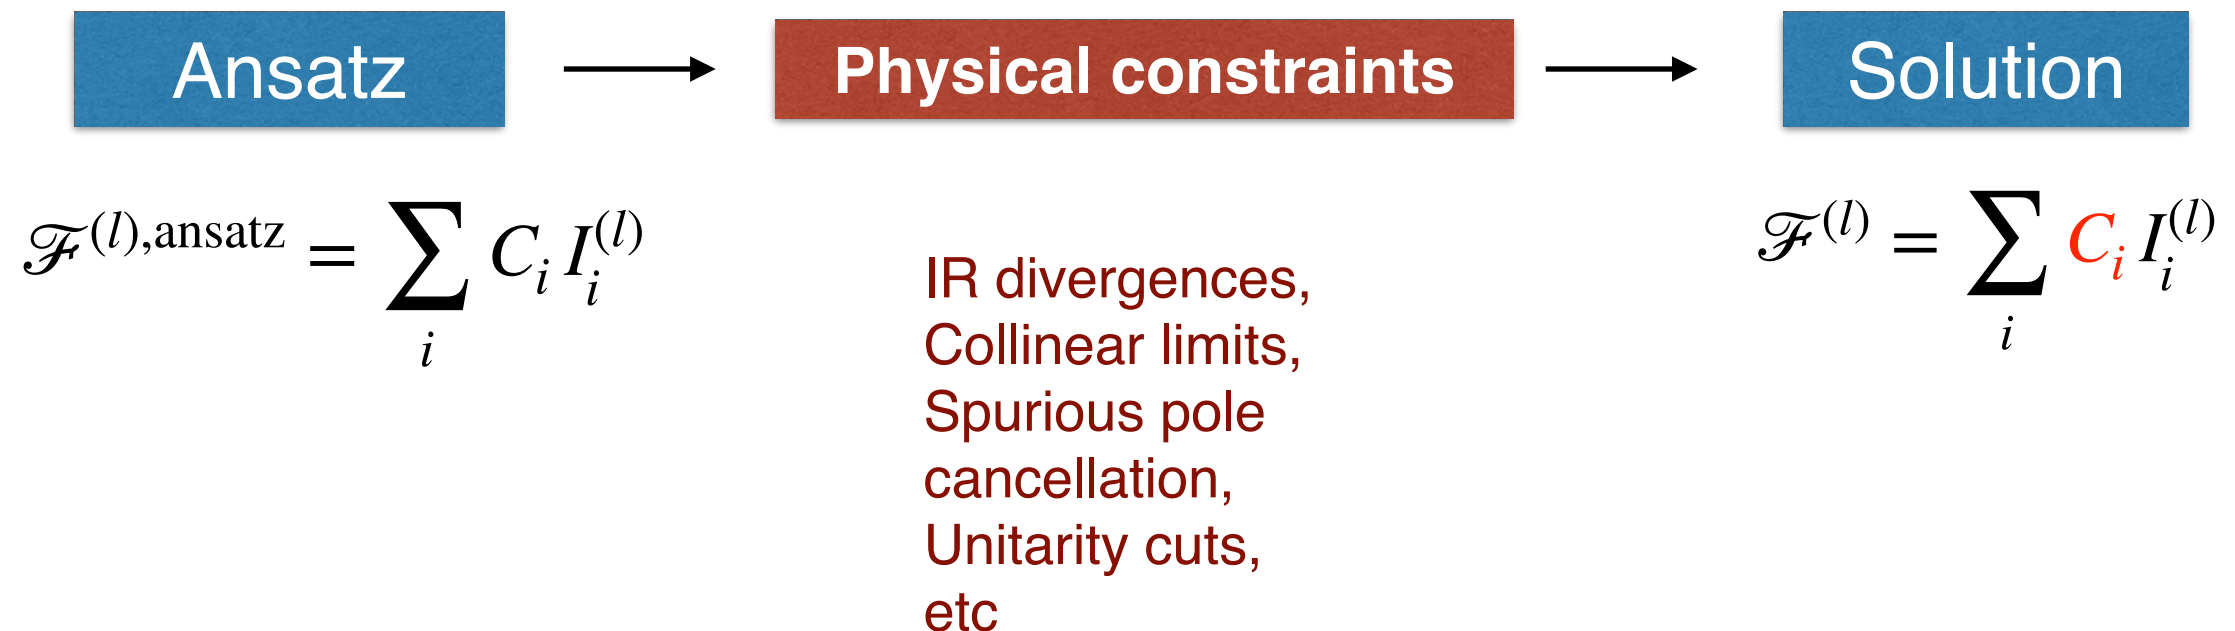 Ansatz
Physical constraints
Solution
ℱ^{(l),ansatz} = ∑_i C_i I_i^{(l)}
IR divergences,
Collinear limits,
Spurious pole
cancellation,
Unitarity cuts,
etc
ℱ^{(l)} = ∑_i C_i I_i^{(l)}